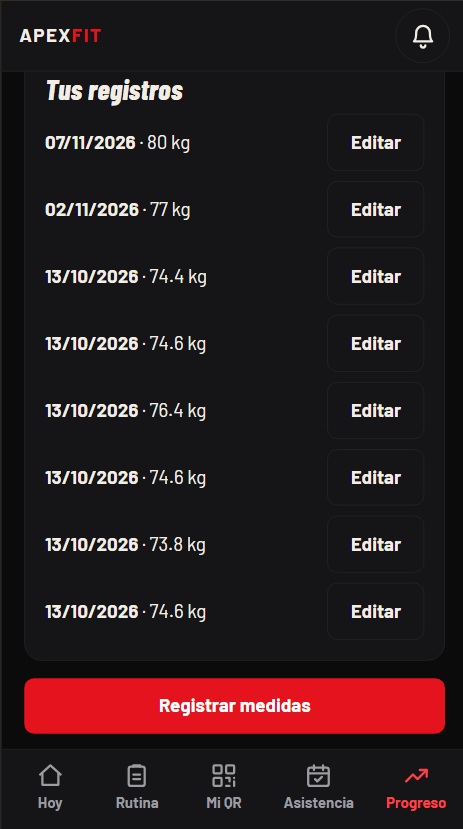 APEXFIT
Tus registros
07/11/2026 · 80 kg Editar
02/11/2026 · 77 kg Editar
13/10/2026 · 74.4 kg Editar
13/10/2026 · 74.6 kg Editar
13/10/2026 · 76.4 kg Editar
13/10/2026 · 74.6 kg Editar
13/10/2026 · 73.8 kg Editar
13/10/2026 · 74.6 kg Editar
Registrar medidas
Hoy Rutina Mi QR Asistencia Progreso